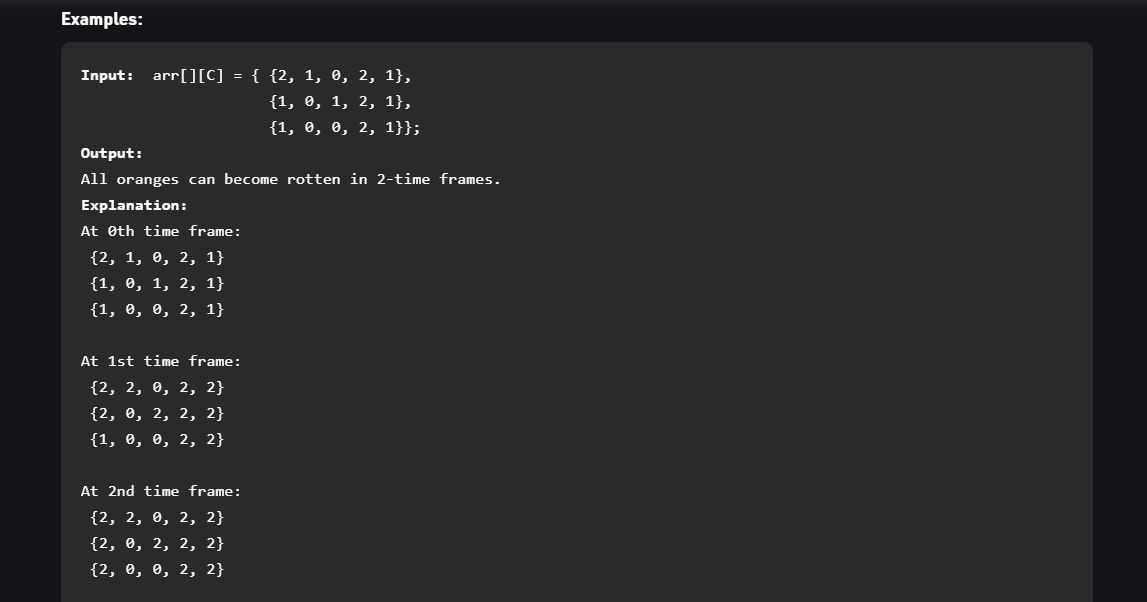 Examples:
Input:  arr[][C] = { {2, 1, 0, 2, 1},
{1, 0, 1, 2, 1},
{1, 0, 0, 2, 1}};
Output:
All oranges can become rotten in 2-time frames.
Explanation:
At 0th time frame:
{2, 1, 0, 2, 1}
{1, 0, 1, 2, 1}
{1, 0, 0, 2, 1}
At 1st time frame:
{2, 2, 0, 2, 2}
{2, 0, 2, 2, 2}
{1, 0, 0, 2, 2}
At 2nd time frame:
{2, 2, 0, 2, 2}
{2, 0, 2, 2, 2}
{2, 0, 0, 2, 2}